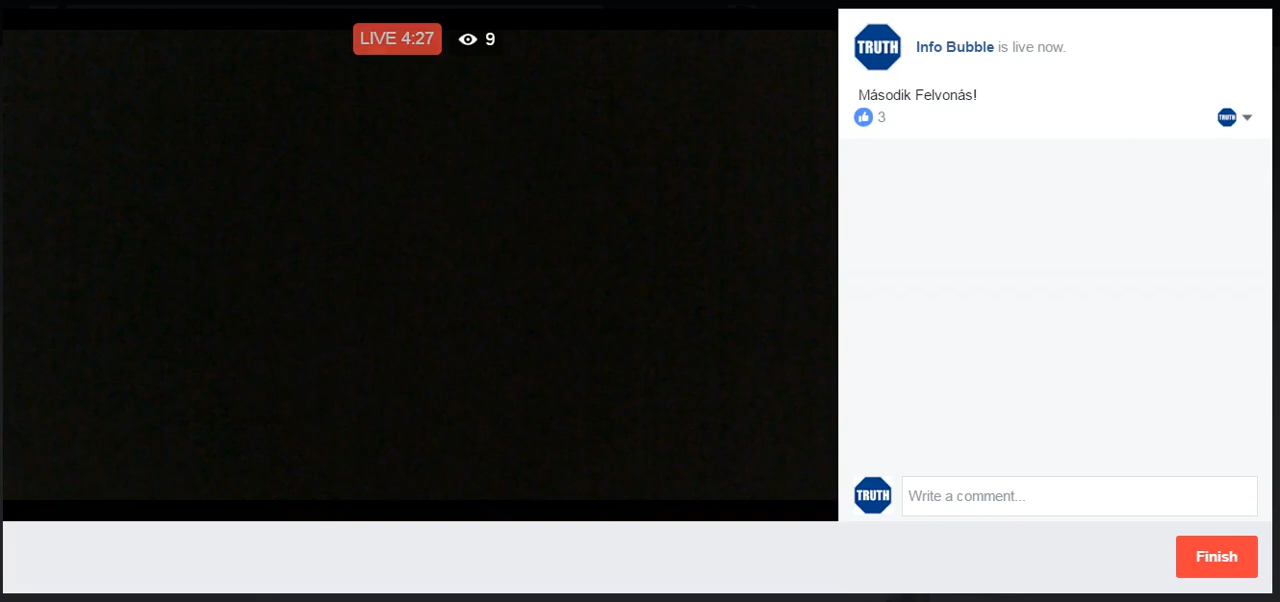 LIVE 4:27 9
TRUTH
Info Bubble is live now.
Második Felvonás!
3
TRUTH
TRUTH
Write a comment...
Finish